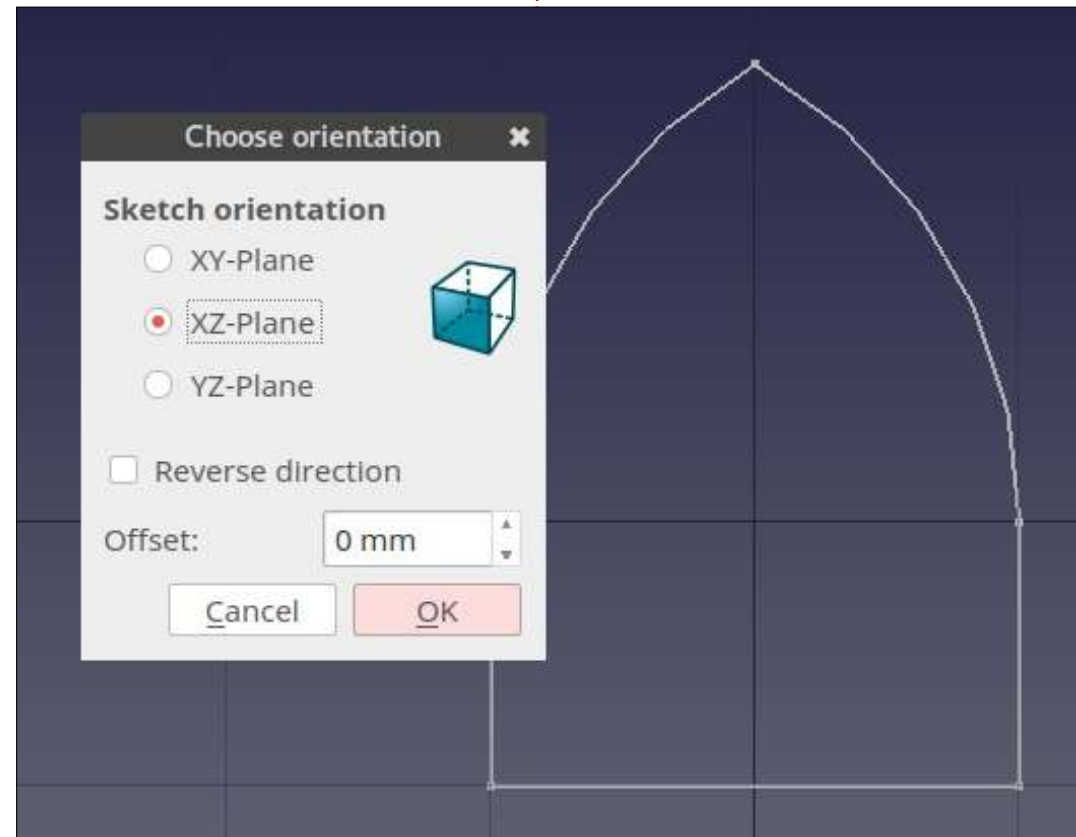 Choose orientation
Sketch orientation
XY-Plane
XZ-Plane
YZ-Plane
Reverse direction
Offset: 0 mm
Cancel OK